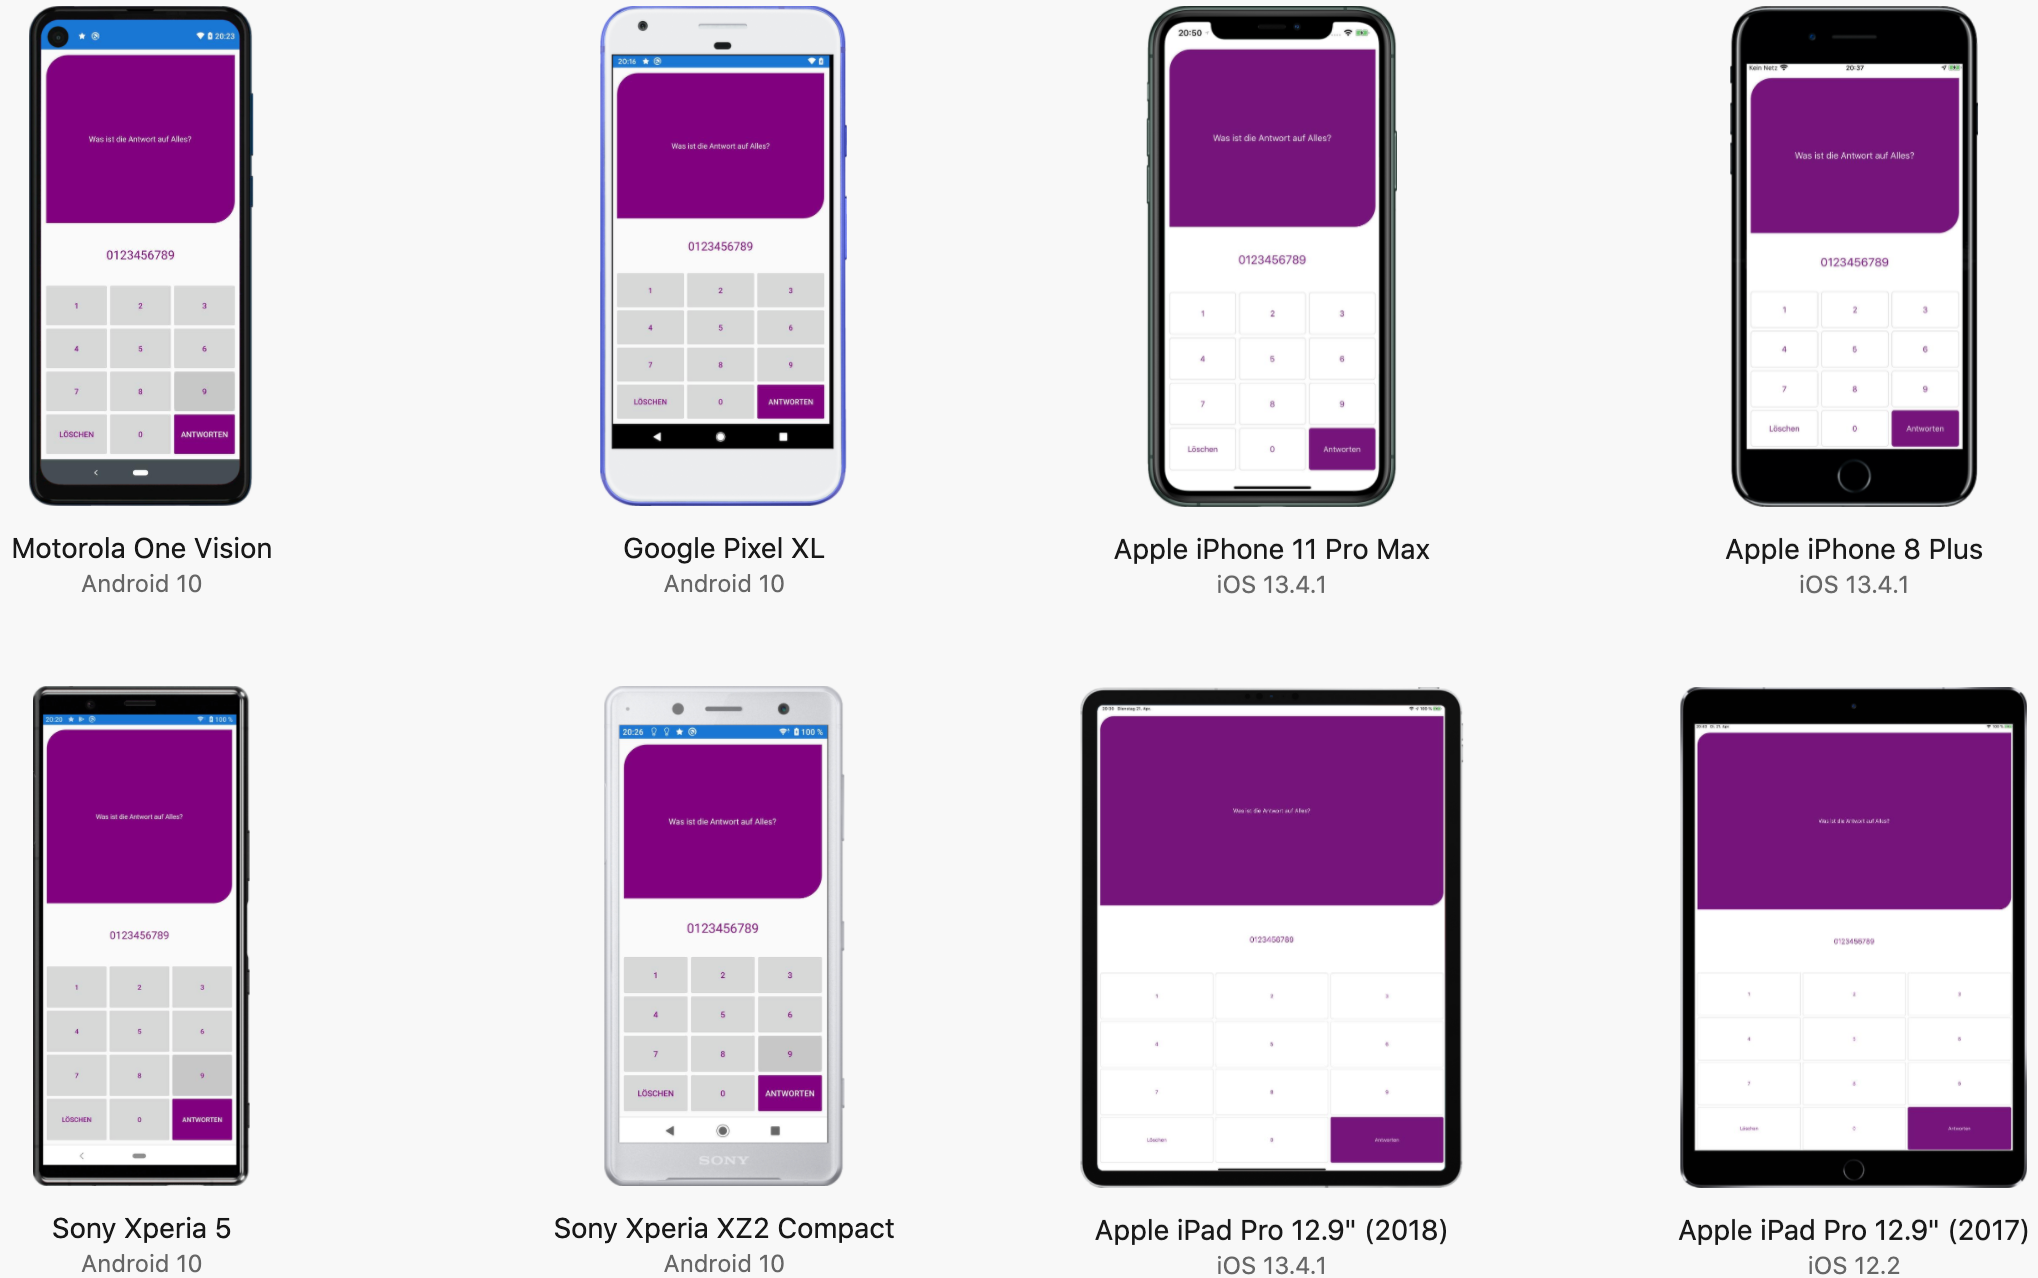 20:23
Was ist die Antwort auf Alles?
0123456789
1 2 3
4 5 6
7 8 9
LÖSCHEN 0 ANTWORTEN
Motorola One Vision
Android 10
20:16
Was ist die Antwort auf Alles?
0123456789
1 2 3
4 5 6
7 8 9
LÖSCHEN 0 ANTWORTEN
Google Pixel XL
Android 10
20:50
Was ist die Antwort auf Alles?
0123456789
1 2 3
4 5 6
7 8 9
Löschen 0 Antworten
Apple iPhone 11 Pro Max
iOS 13.4.1
Kein Netz 20:37
Was ist die Antwort auf Alles?
0123456789
1 2 3
4 5 6
7 8 9
Löschen 0 Antworten
Apple iPhone 8 Plus
iOS 13.4.1
20:20 100 %
Was ist die Antwort auf Alles?
0123456789
1 2 3
4 5 6
7 8 9
LÖSCHEN 0 ANTWORTEN
Sony Xperia 5
Android 10
20:26 100 %
Was ist die Antwort auf Alles?
0123456789
1 2 3
4 5 6
7 8 9
LÖSCHEN 0 ANTWORTEN
SONY
Sony Xperia XZ2 Compact
Android 10
Dienstag 21. Apr. 100 %
Was ist die Antwort auf Alles?
0123456789
1 2 3
4 5 6
7 8 9
Löschen 0 Antworten
Apple iPad Pro 12.9" (2018)
iOS 13.4.1
21. Apr. 100 %
Was ist die Antwort auf Alles?
0123456789
1 2 3
4 5 6
7 8 9
Löschen 0 Antworten
Apple iPad Pro 12.9" (2017)
iOS 12.2